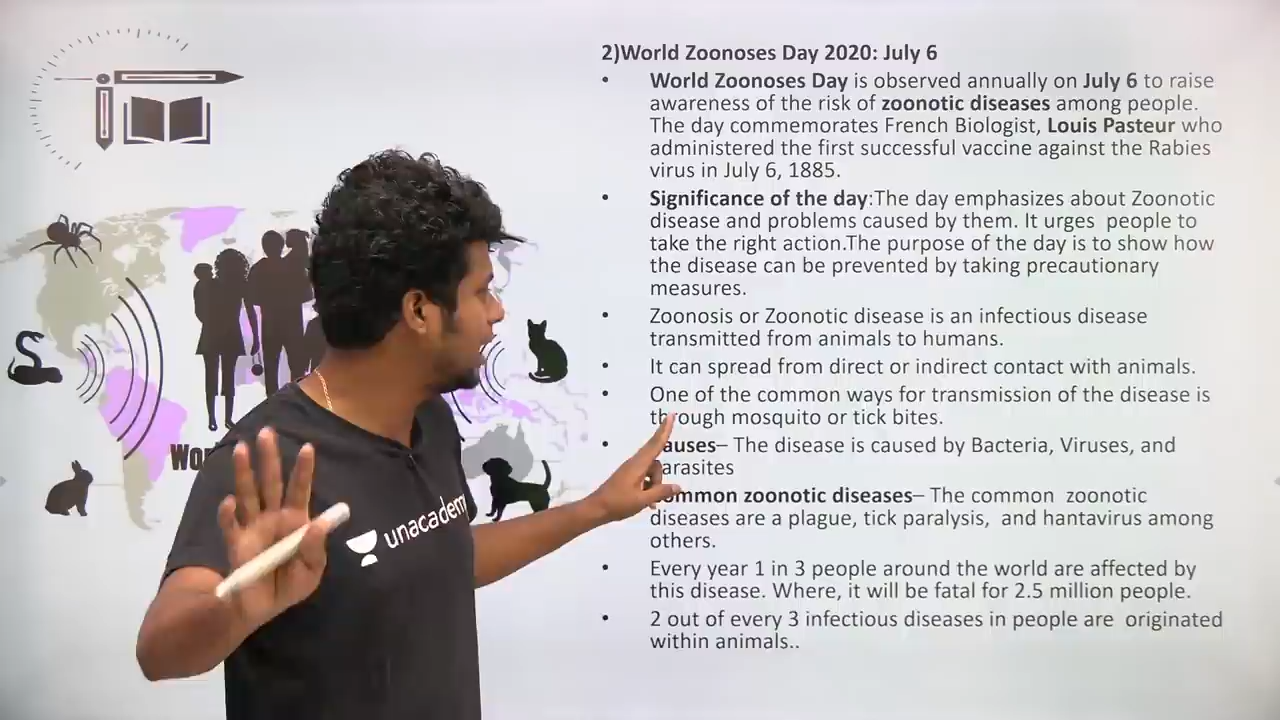 2)World Zoonoses Day 2020: July 6
• World Zoonoses Day is observed annually on July 6 to raise
awareness of the risk of zoonotic diseases among people.
The day commemorates French Biologist, Louis Pasteur who
administered the first successful vaccine against the Rabies
virus in July 6, 1885.
• Significance of the day:The day emphasizes about Zoonotic
disease and problems caused by them. It urges people to
take the right action.The purpose of the day is to show how
the disease can be prevented by taking precautionary
measures.
• Zoonosis or Zoonotic disease is an infectious disease
transmitted from animals to humans.
• It can spread from direct or indirect contact with animals.
• One of the common ways for transmission of the disease is
through mosquito or tick bites.
auses– The disease is caused by Bacteria, Viruses, and
arasites
ommon zoonotic diseases– The common zoonotic
diseases are a plague, tick paralysis, and hantavirus among
others.
• Every year 1 in 3 people around the world are affected by
this disease. Where, it will be fatal for 2.5 million people.
• 2 out of every 3 infectious diseases in people are originated
within animals..
Wor
unacademy